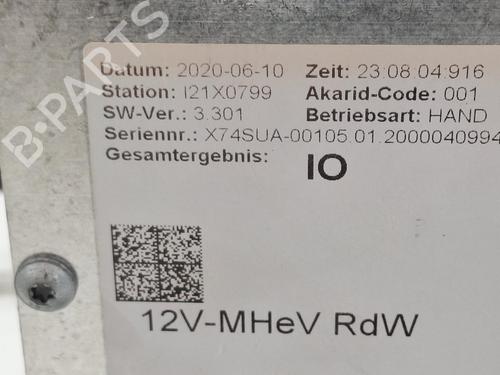 B-PARTS
Datum: 2020-06-10 Zeit: 23:08:04:916
Station: I21X0799 Akarid-Code: 001
SW-Ver.: 3.301 Betriebsart: HAND
Seriennr.: X74SUA-00105.01.2000040994
Gesamtergebnis: IO
12V-MHeV RdW